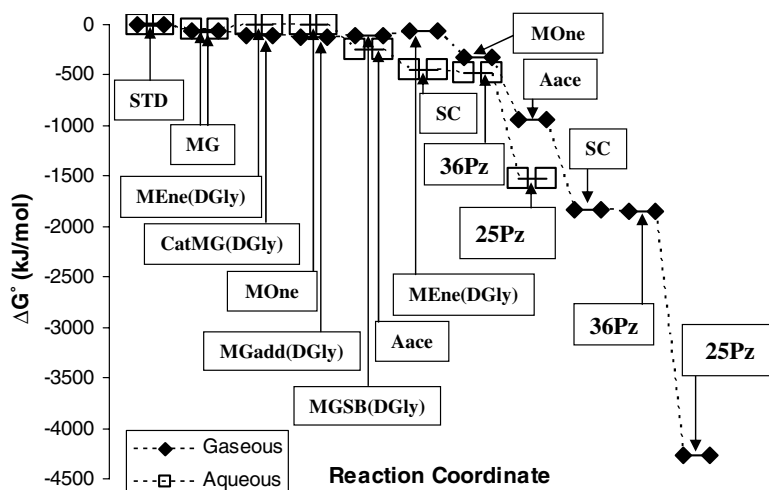 0
-500
-1000
-1500
-2000
-2500
-3000
-3500
-4000
-4500
ΔG° (kJ/mol)
STD
MG
MEne(DGly)
CatMG(DGly)
MOne
MGadd(DGly)
MGSB(DGly)
Aace
SC
MEne(DGly)
36Pz
25Pz
MOne
Aace
SC
36Pz
25Pz
Gaseous
Aqueous
Reaction Coordinate